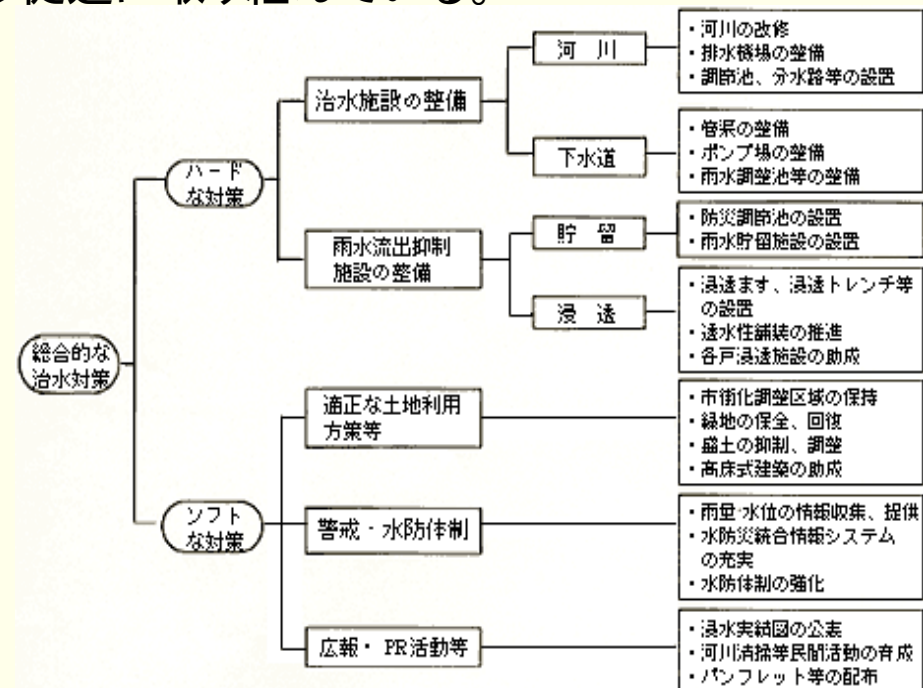 の促進に取り組んでいる。
河 川
・河川の改修
・排水機場の整備
・調節池、分水路等の設置
治水施設の整備
下水道
・管渠の整備
・ポンプ場の整備
・雨水調整池等の整備
ハード
な対策
雨水流出抑制
施設の整備
貯 留
・防災調節池の設置
・雨水貯留施設の設置
浸 透
・浸透ます、浸透トレンチ等
の設置
・透水性舗装の推進
・各戸浸透施設の助成
総合的な
治水対策
適正な土地利用
方策等
・市街化調整区域の保持
・緑地の保全、回復
・盛土の抑制、調整
・高床式建築の助成
ソフト
な対策
警戒・水防体制
・雨量・水位の情報収集、提供
・水防災統合情報システム
の充実
・水防体制の強化
広報・PR活動等
・浸水実績図の公表
・河川清掃等民間活動の育成
・パンフレット等の配布